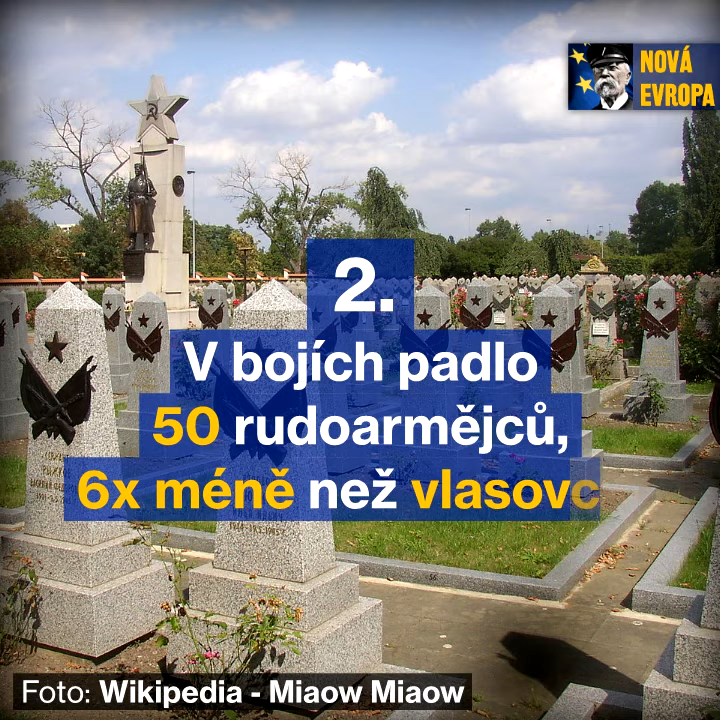 NOVÁ
EVROPA
2.
V bojích padlo
50 rudoarmějců,
6x méně než vlasovc
Foto: Wikipedia - Miaow Miaow